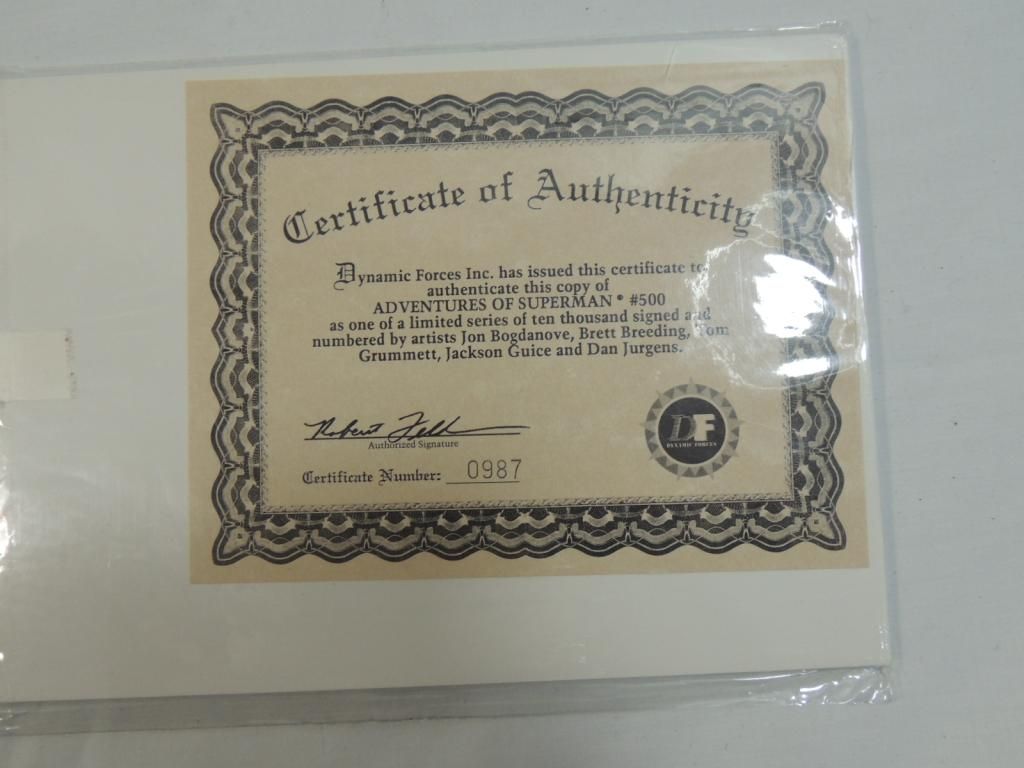 Certificate of Authenticity
Dynamic Forces Inc. has issued this certificate to
authenticate this copy of
ADVENTURES OF SUPERMAN® #500
as one of a limited series of ten thousand signed and
numbered by artists Jon Bogdanove, Brett Breeding, Tom
Grummett, Jackson Guice and Dan Jurgens.
Robert Feld
Authorized Signature
Certificate Number: 0987
DF
DYNAMIC FORCES